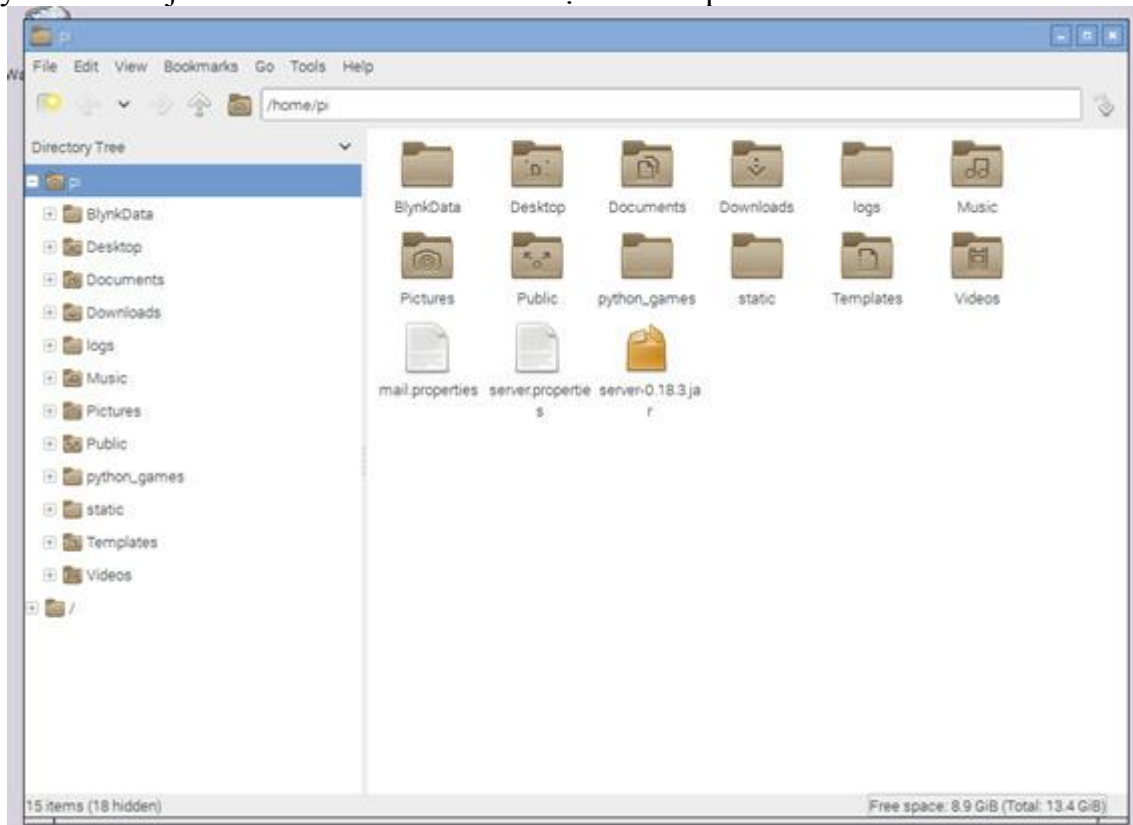 pi
File Edit View Bookmarks Go Tools Help
/home/pi
Directory Tree
pi
BlynkData
Desktop
Documents
Downloads
logs
Music
Pictures
Public
python_games
static
Templates
Videos
/
BlynkData Desktop Documents Downloads logs Music
Pictures Public python_games static Templates Videos
mail.properties server.propertie server-0.18.3.ja
s r
15 items (18 hidden) Free space: 8.9 GiB (Total: 13.4 GiB)